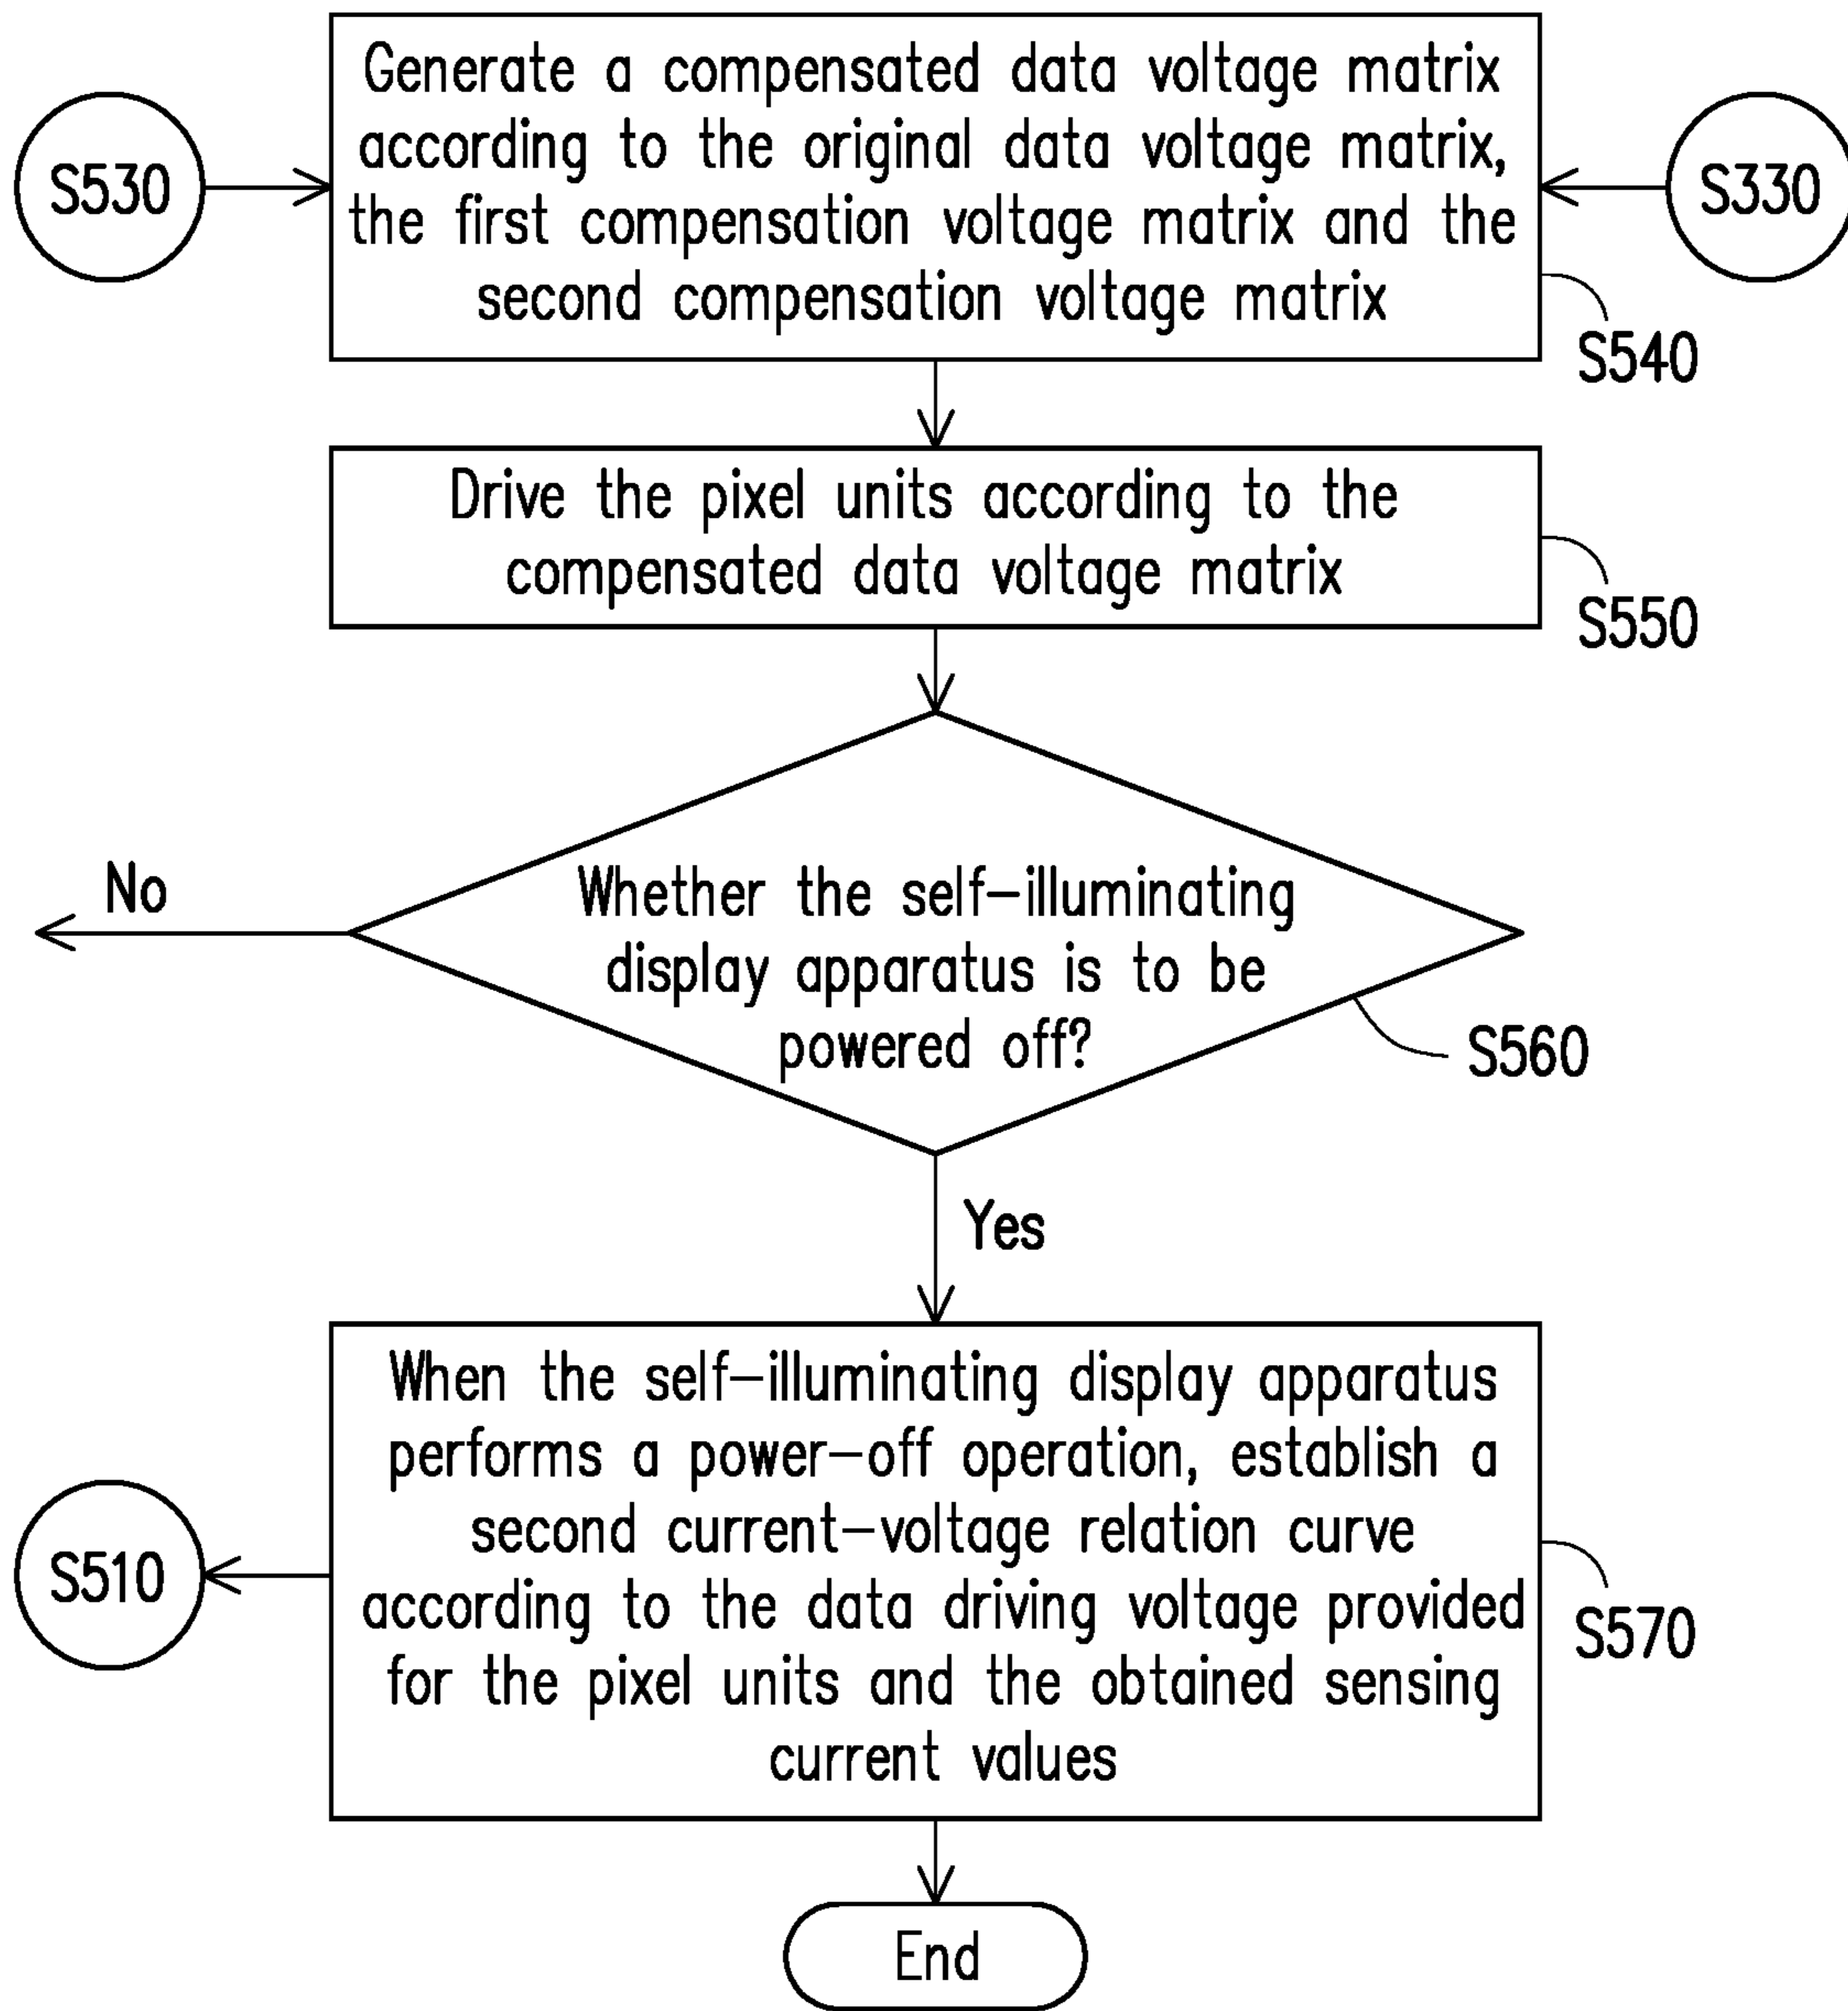 Generate a compensated data voltage matrix
according to the original data voltage matrix,
the first compensation voltage matrix and the
second compensation voltage matrix
S530
S330
S540
Drive the pixel units according to the
compensated data voltage matrix
S550
No
Whether the self-illuminating
display apparatus is to be
powered off?
S560
Yes
When the self-illuminating display apparatus
performs a power-off operation, establish a
second current-voltage relation curve
according to the data driving voltage provided
for the pixel units and the obtained sensing
current values
S510
S570
End